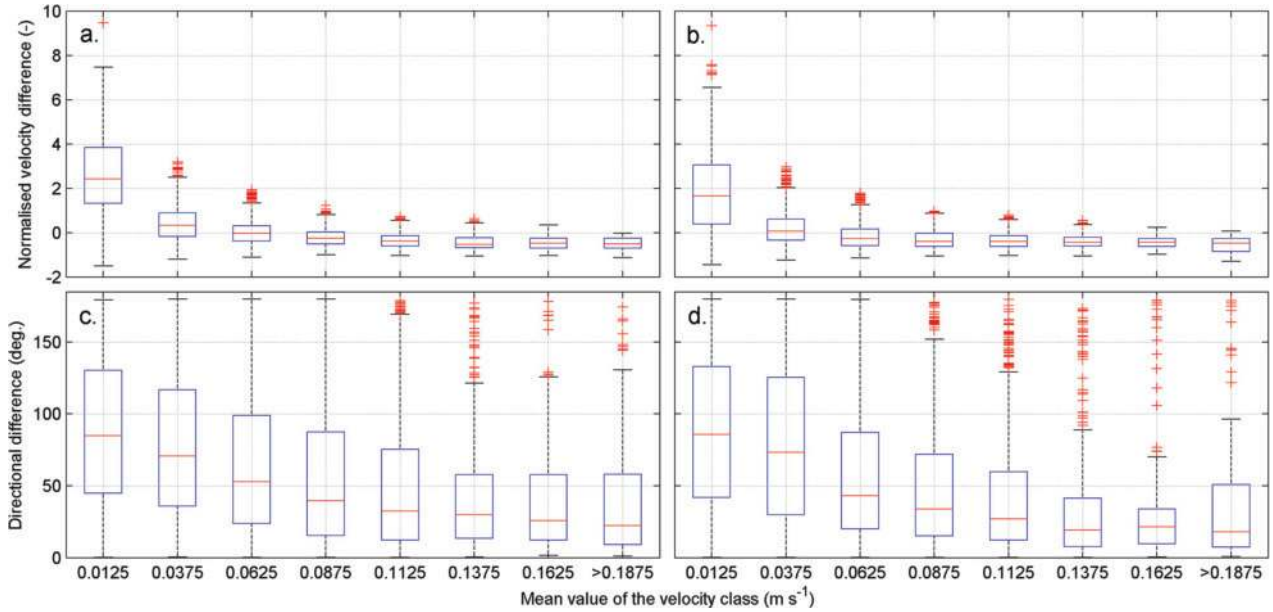 Normalised velocity difference (-)
10
8
6
4
2
0
-2
a.
b.
Directional difference (deg.)
150
100
50
0
c.
d.
0.0125 0.0375 0.0625 0.0875 0.1125 0.1375 0.1625 >0.1875
0.0125 0.0375 0.0625 0.0875 0.1125 0.1375 0.1625 >0.1875
Mean value of the velocity class (m s⁻¹)